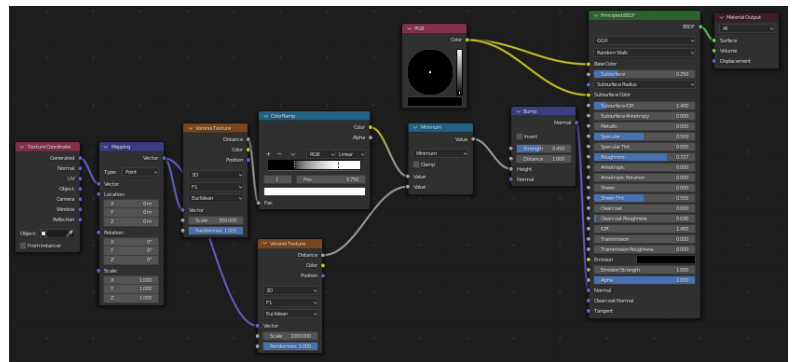 Texture Coordinate
Generated
Normal
UV
Object
Camera
Window
Reflection
Object:
From Instancer
Mapping
Vector
Type: Point
Vector
Location:
X 0 m
Y 0 m
Z 0 m
Rotation:
X 0°
Y 0°
Z 0°
Scale
X 1.000
Y 1.000
Z 1.000
Voronoi Texture
Distance
Color
Position
3D
F1
Euclidean
Vector
Scale 350.000
Randomnes 1.000
ColorRamp
Color
Alpha
RGB Linear
1 Pos 0.750
Fac
Voronoi Texture
Distance
Color
Position
3D
F1
Euclidean
Vector
Scale 1000.000
Randomnes 1.000
RGB
Color
Minimum
Value
Minimum
Clamp
Value
Value
Bump
Normal
Invert
Strength 0.450
Distance 1.000
Height
Normal
Principled BSDF
BSDF
GGX
Random Walk
Base Color
Subsurface 0.250
Subsurface Radius
Subsurface Color
Subsurface IOR 1.400
Subsurface Anisotropy 0.000
Metallic 0.000
Specular 0.500
Specular Tint 0.000
Roughness 0.727
Anisotropic 0.000
Anisotropic Rotation 0.000
Sheen 0.000
Sheen Tint 0.500
Clearcoat 0.000
Clearcoat Roughness 0.030
IOR 1.450
Transmission 0.000
Transmission Roughness 0.000
Emission
Emission Strength 1.000
Alpha 1.000
Normal
Clearcoat Normal
Tangent
Material Output
All
Surface
Volume
Displacement